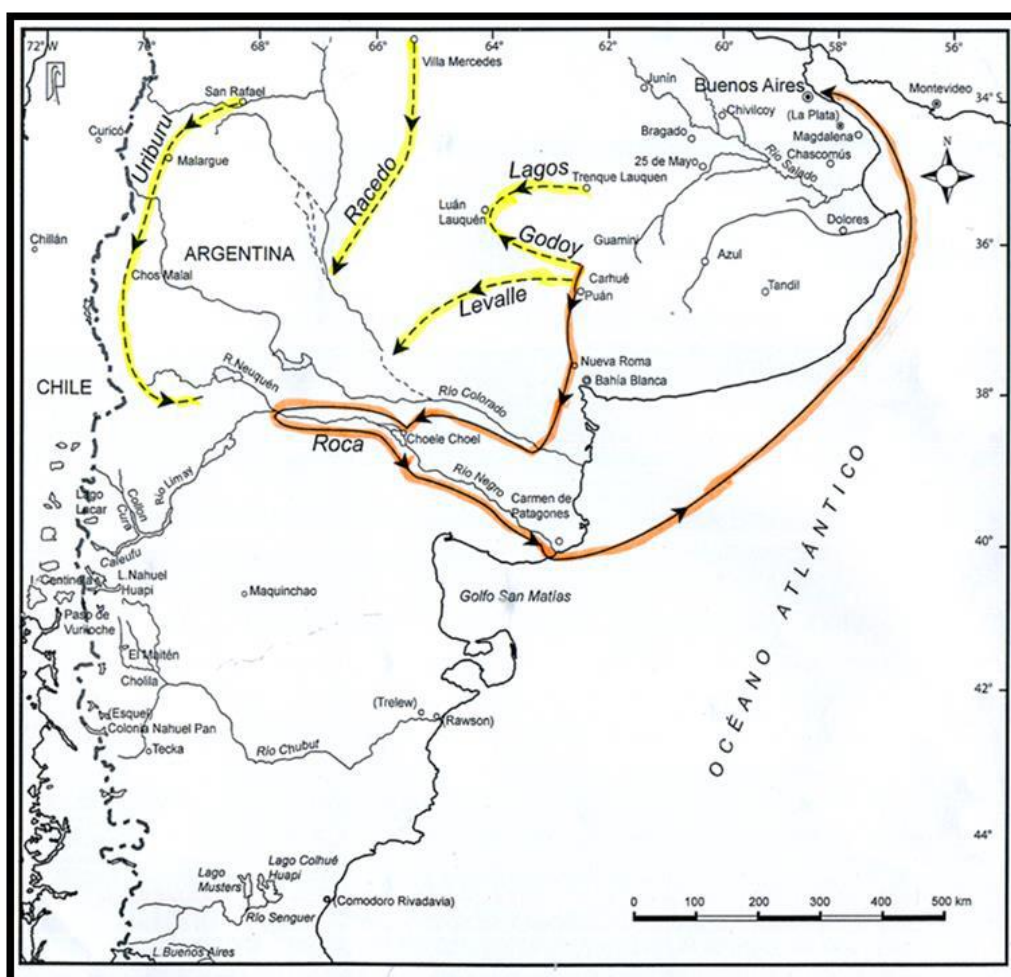 72° W
70°
68°
66°
64°
62°
60°
58°
56°
Villa Mercedes
San Rafael
Junín
Buenos Aires
Montevideo
34° S
Curicó
Uriburu
Malargue
Racedo
Chivilcoy
(La Plata)
Bragado
Magdalena
Lagos
25 de Mayo
Río Salado
Chascomús
N
Trenque Lauquen
Luán
Lauquén
Dolores
Chillán
ARGENTINA
Godoy
Guamini
Azul
36°
Chos Malal
Levalle
Carhué
Puán
Tandil
Nueva Roma
R.Neuquén
Bahía Blanca
CHILE
Río Colorado
38°
Roca
Choele Choel
Río Limay
Río Negro
Lago
Lacar
Collon
Cura
Carmen de
Patagones
Caleufu
40°
OCÉANO ATLÁNTICO
I. Centinela
L.Nahuel
Huapi
Maquinchao
Golfo San Matías
Paso de
Vuriloche
El Maitén
Cholila
42°
(Esquel)
(Trelew)
(Rawson)
Colonia Nahuel Pan
Tecka
Río Chubut
44°
Lago Colhué
Huapi
Lago
Musters
(Comodoro Rivadavia)
Río Senguer
0 100 200 300 400 500 km
L.Buenos Aires